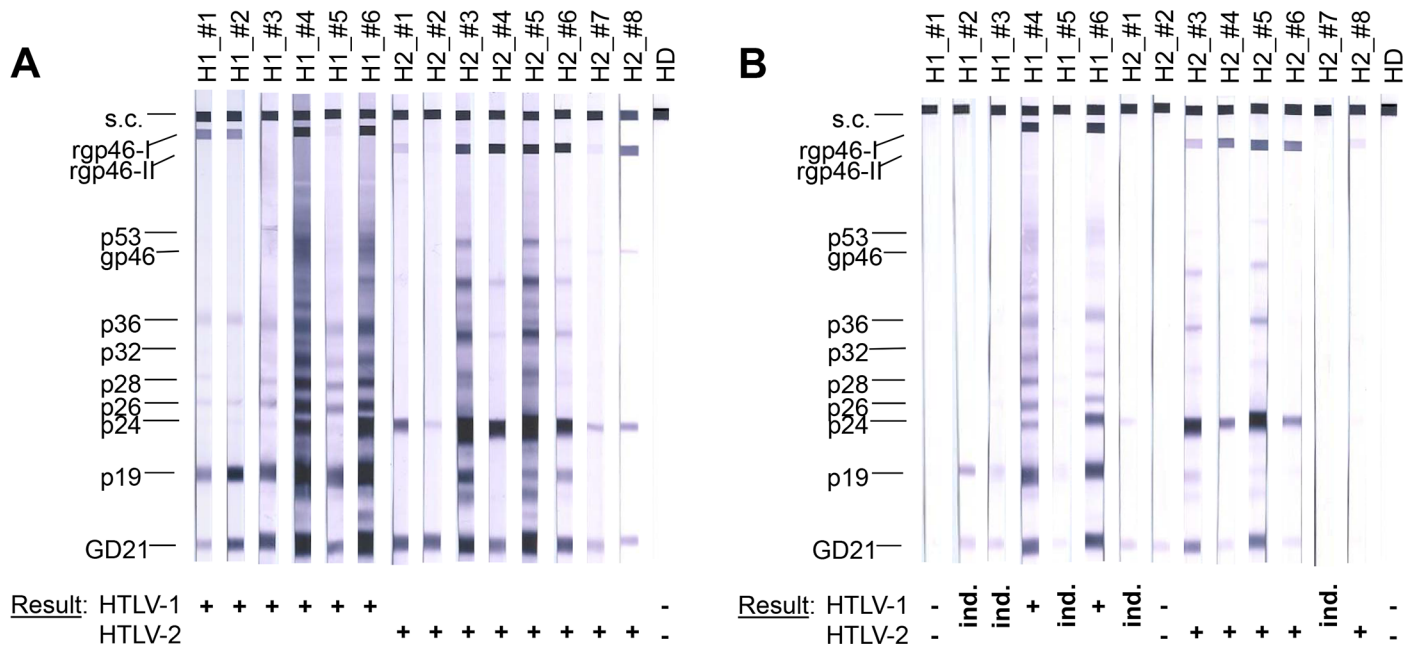 A
H1_#1
H1_#2
H1_#3
H1_#4
H1_#5
H1_#6
H2_#1
H2_#2
H2_#3
H2_#4
H2_#5
H2_#6
H2_#7
H2_#8
HD
s.c.
rgp46-I
rgp46-II
p53
gp46
p36
p32
p28
p26
p24
p19
GD21
Result: HTLV-1 + + + + + + -
HTLV-2 + + + + + + + + -
B
H1_#1
H1_#2
H1_#3
H1_#4
H1_#5
H1_#6
H2_#1
H2_#2
H2_#3
H2_#4
H2_#5
H2_#6
H2_#7
H2_#8
HD
s.c.
rgp46-I
rgp46-II
p53
gp46
p36
p32
p28
p26
p24
p19
GD21
Result: HTLV-1 - ind. ind. + ind. + ind. - ind. -
HTLV-2 - - + + + + + -